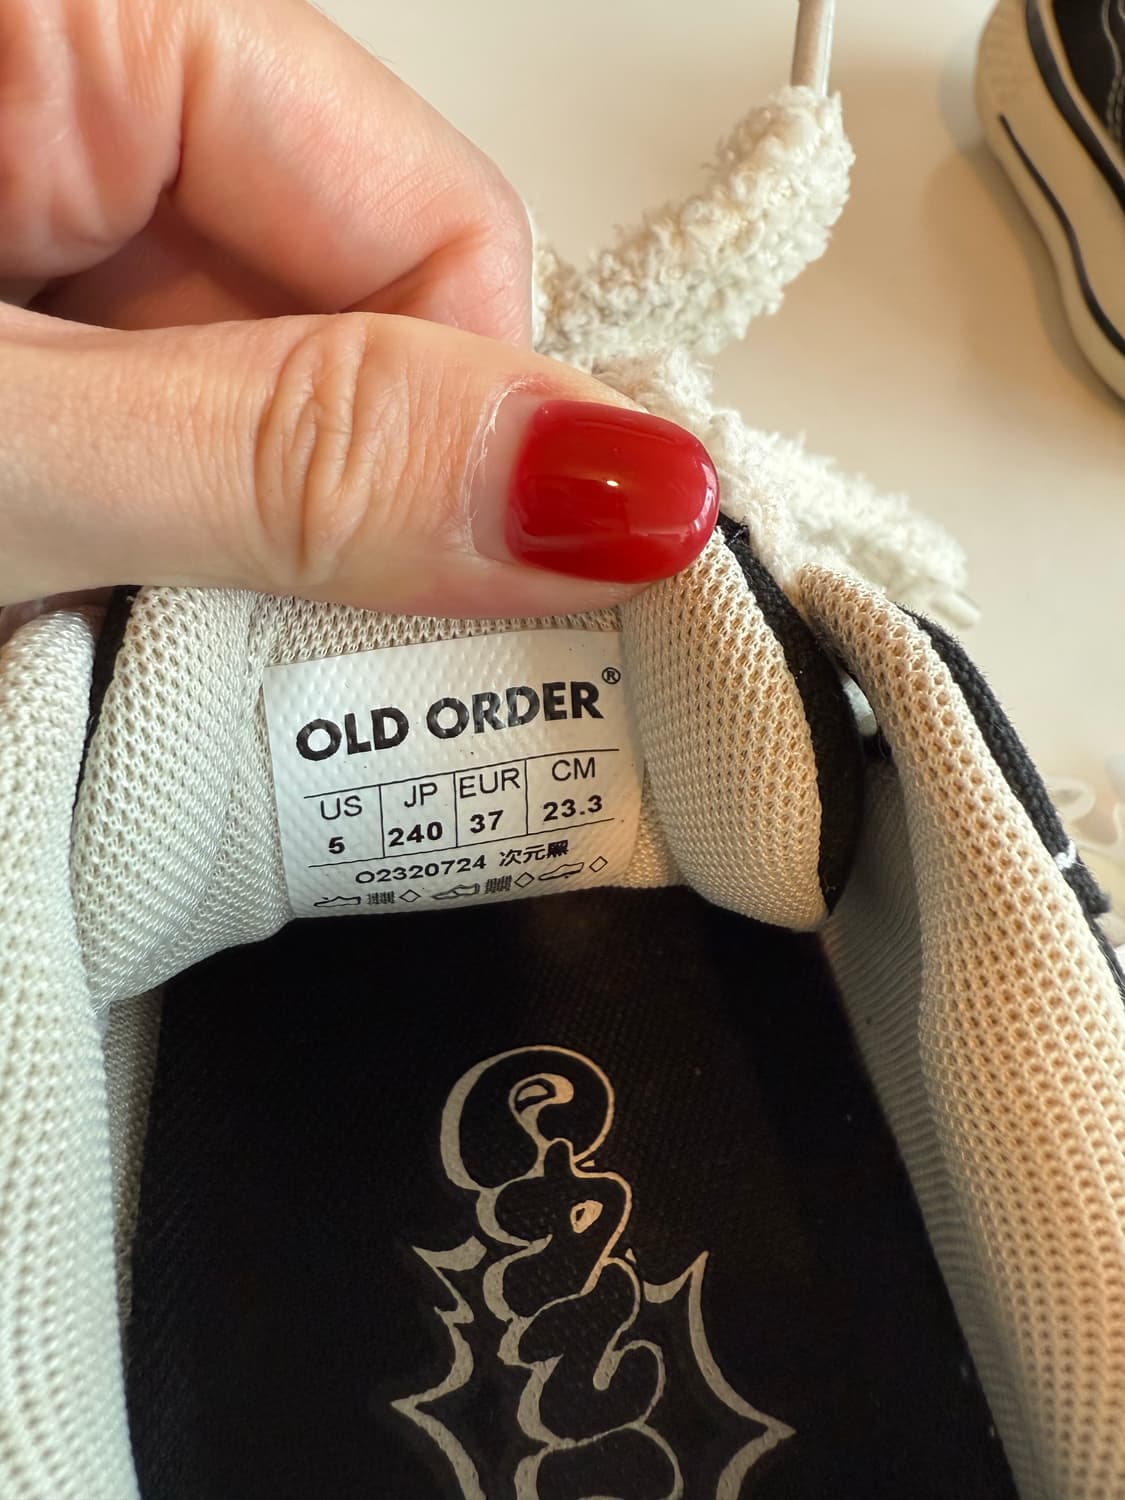 OLD ORDER®
US JP EUR CM
5 240 37 23.3
O2320724 次元黑